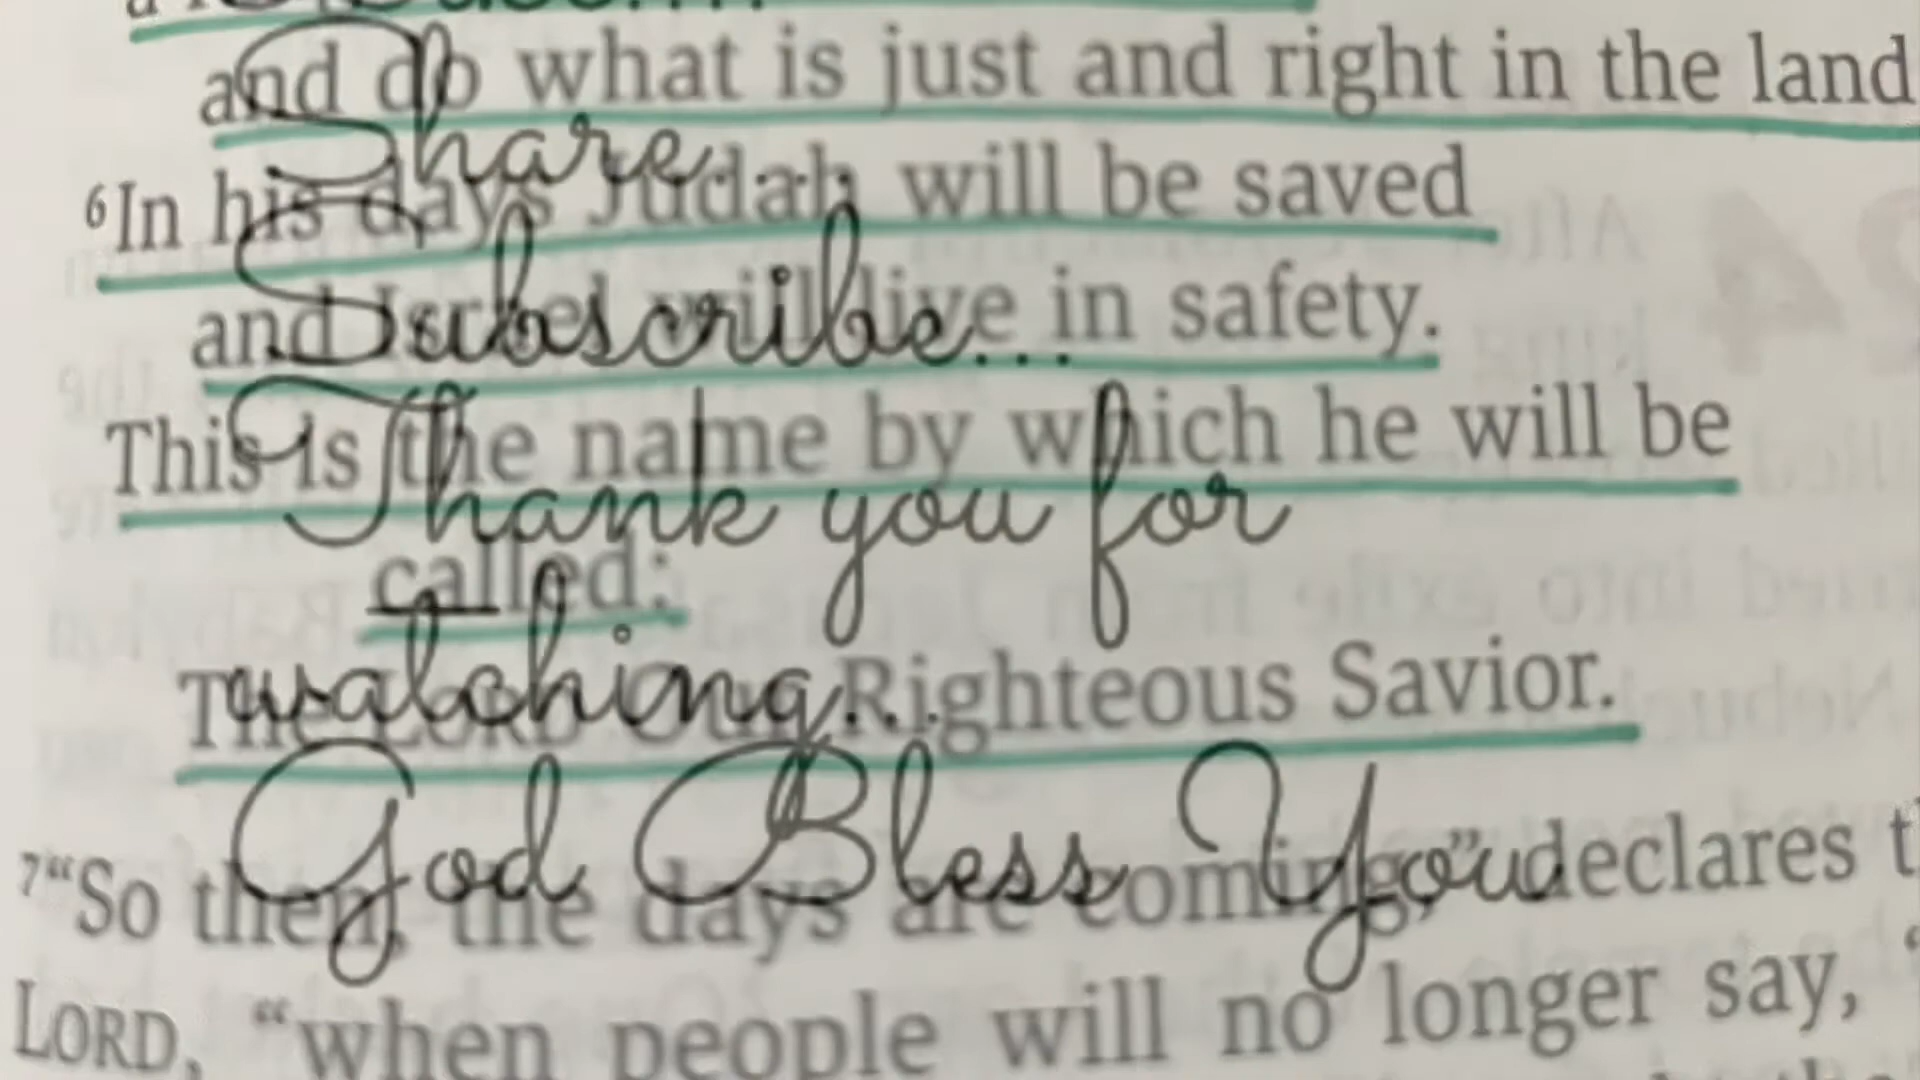 and do what is just and right in the land
Share...
6 In his days Judah will be saved
Subscribe...
and Israel will live in safety.
This is the name by which he will be
Thank you for
called:
watching...
The LORD Our Righteous Savior.
God Bless You
7 “So then, the days are coming,” declares
LORD, “when people will no longer say,